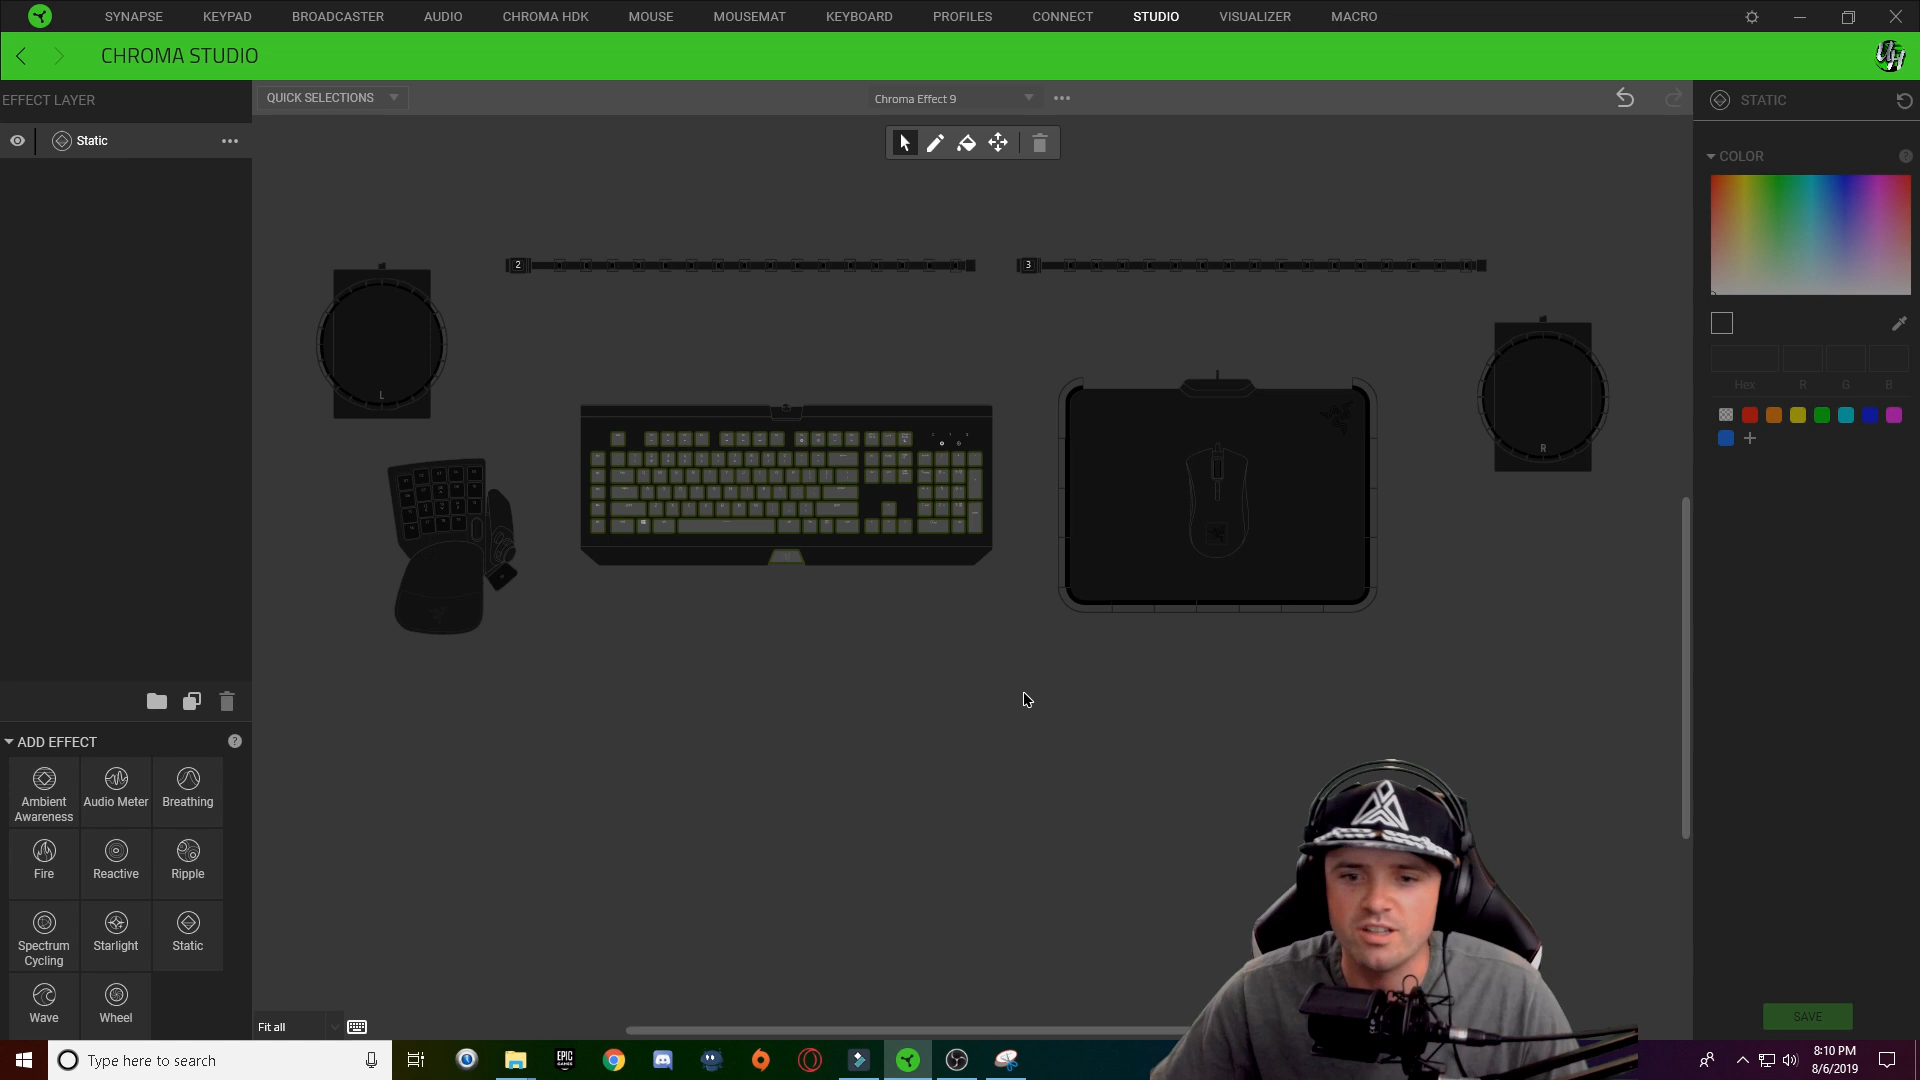 SYNAPSE KEYPAD BROADCASTER AUDIO CHROMA HDK MOUSE MOUSEMAT KEYBOARD PROFILES CONNECT STUDIO VISUALIZER MACRO
CHROMA STUDIO
EFFECT LAYER
QUICK SELECTIONS
Chroma Effect 9
STATIC
Static
COLOR
2
3
L
R
Hex R G B
ADD EFFECT
Ambient Awareness
Audio Meter
Breathing
Fire
Reactive
Ripple
Spectrum Cycling
Starlight
Static
Wave
Wheel
Fit all
SAVE
Type here to search
EPIC GAMES
8:10 PM
8/6/2019